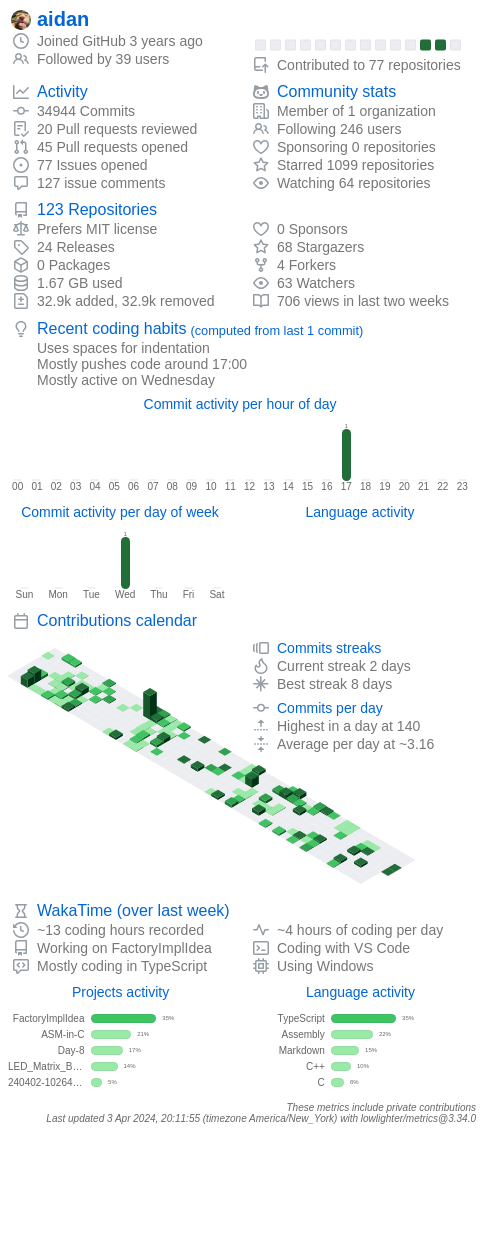 aidan
Joined GitHub 3 years ago
Followed by 39 users
Contributed to 77 repositories
Activity
34944 Commits
20 Pull requests reviewed
45 Pull requests opened
77 Issues opened
127 issue comments
Community stats
Member of 1 organization
Following 246 users
Sponsoring 0 repositories
Starred 1099 repositories
Watching 64 repositories
123 Repositories
Prefers MIT license
24 Releases
0 Packages
1.67 GB used
32.9k added, 32.9k removed
0 Sponsors
68 Stargazers
4 Forkers
63 Watchers
706 views in last two weeks
Recent coding habits (computed from last 1 commit)
Uses spaces for indentation
Mostly pushes code around 17:00
Mostly active on Wednesday
Commit activity per hour of day
1
00 01 02 03 04 05 06 07 08 09 10 11 12 13 14 15 16 17 18 19 20 21 22 23
Commit activity per day of week
1
Sun Mon Tue Wed Thu Fri Sat
Language activity
Contributions calendar
Commits streaks
Current streak 2 days
Best streak 8 days
Commits per day
Highest in a day at 140
Average per day at ~3.16
WakaTime (over last week)
~13 coding hours recorded
Working on FactoryImplIdea
Mostly coding in TypeScript
~4 hours of coding per day
Coding with VS Code
Using Windows
Projects activity
FactoryImplIdea 35%
ASM-in-C 21%
Day-8 17%
LED_Matrix_B… 14%
240402-10264… 5%
Language activity
TypeScript 35%
Assembly 22%
Markdown 15%
C++ 10%
C 6%
These metrics include private contributions
Last updated 3 Apr 2024, 20:11:55 (timezone America/New_York) with lowlighter/metrics@3.34.0